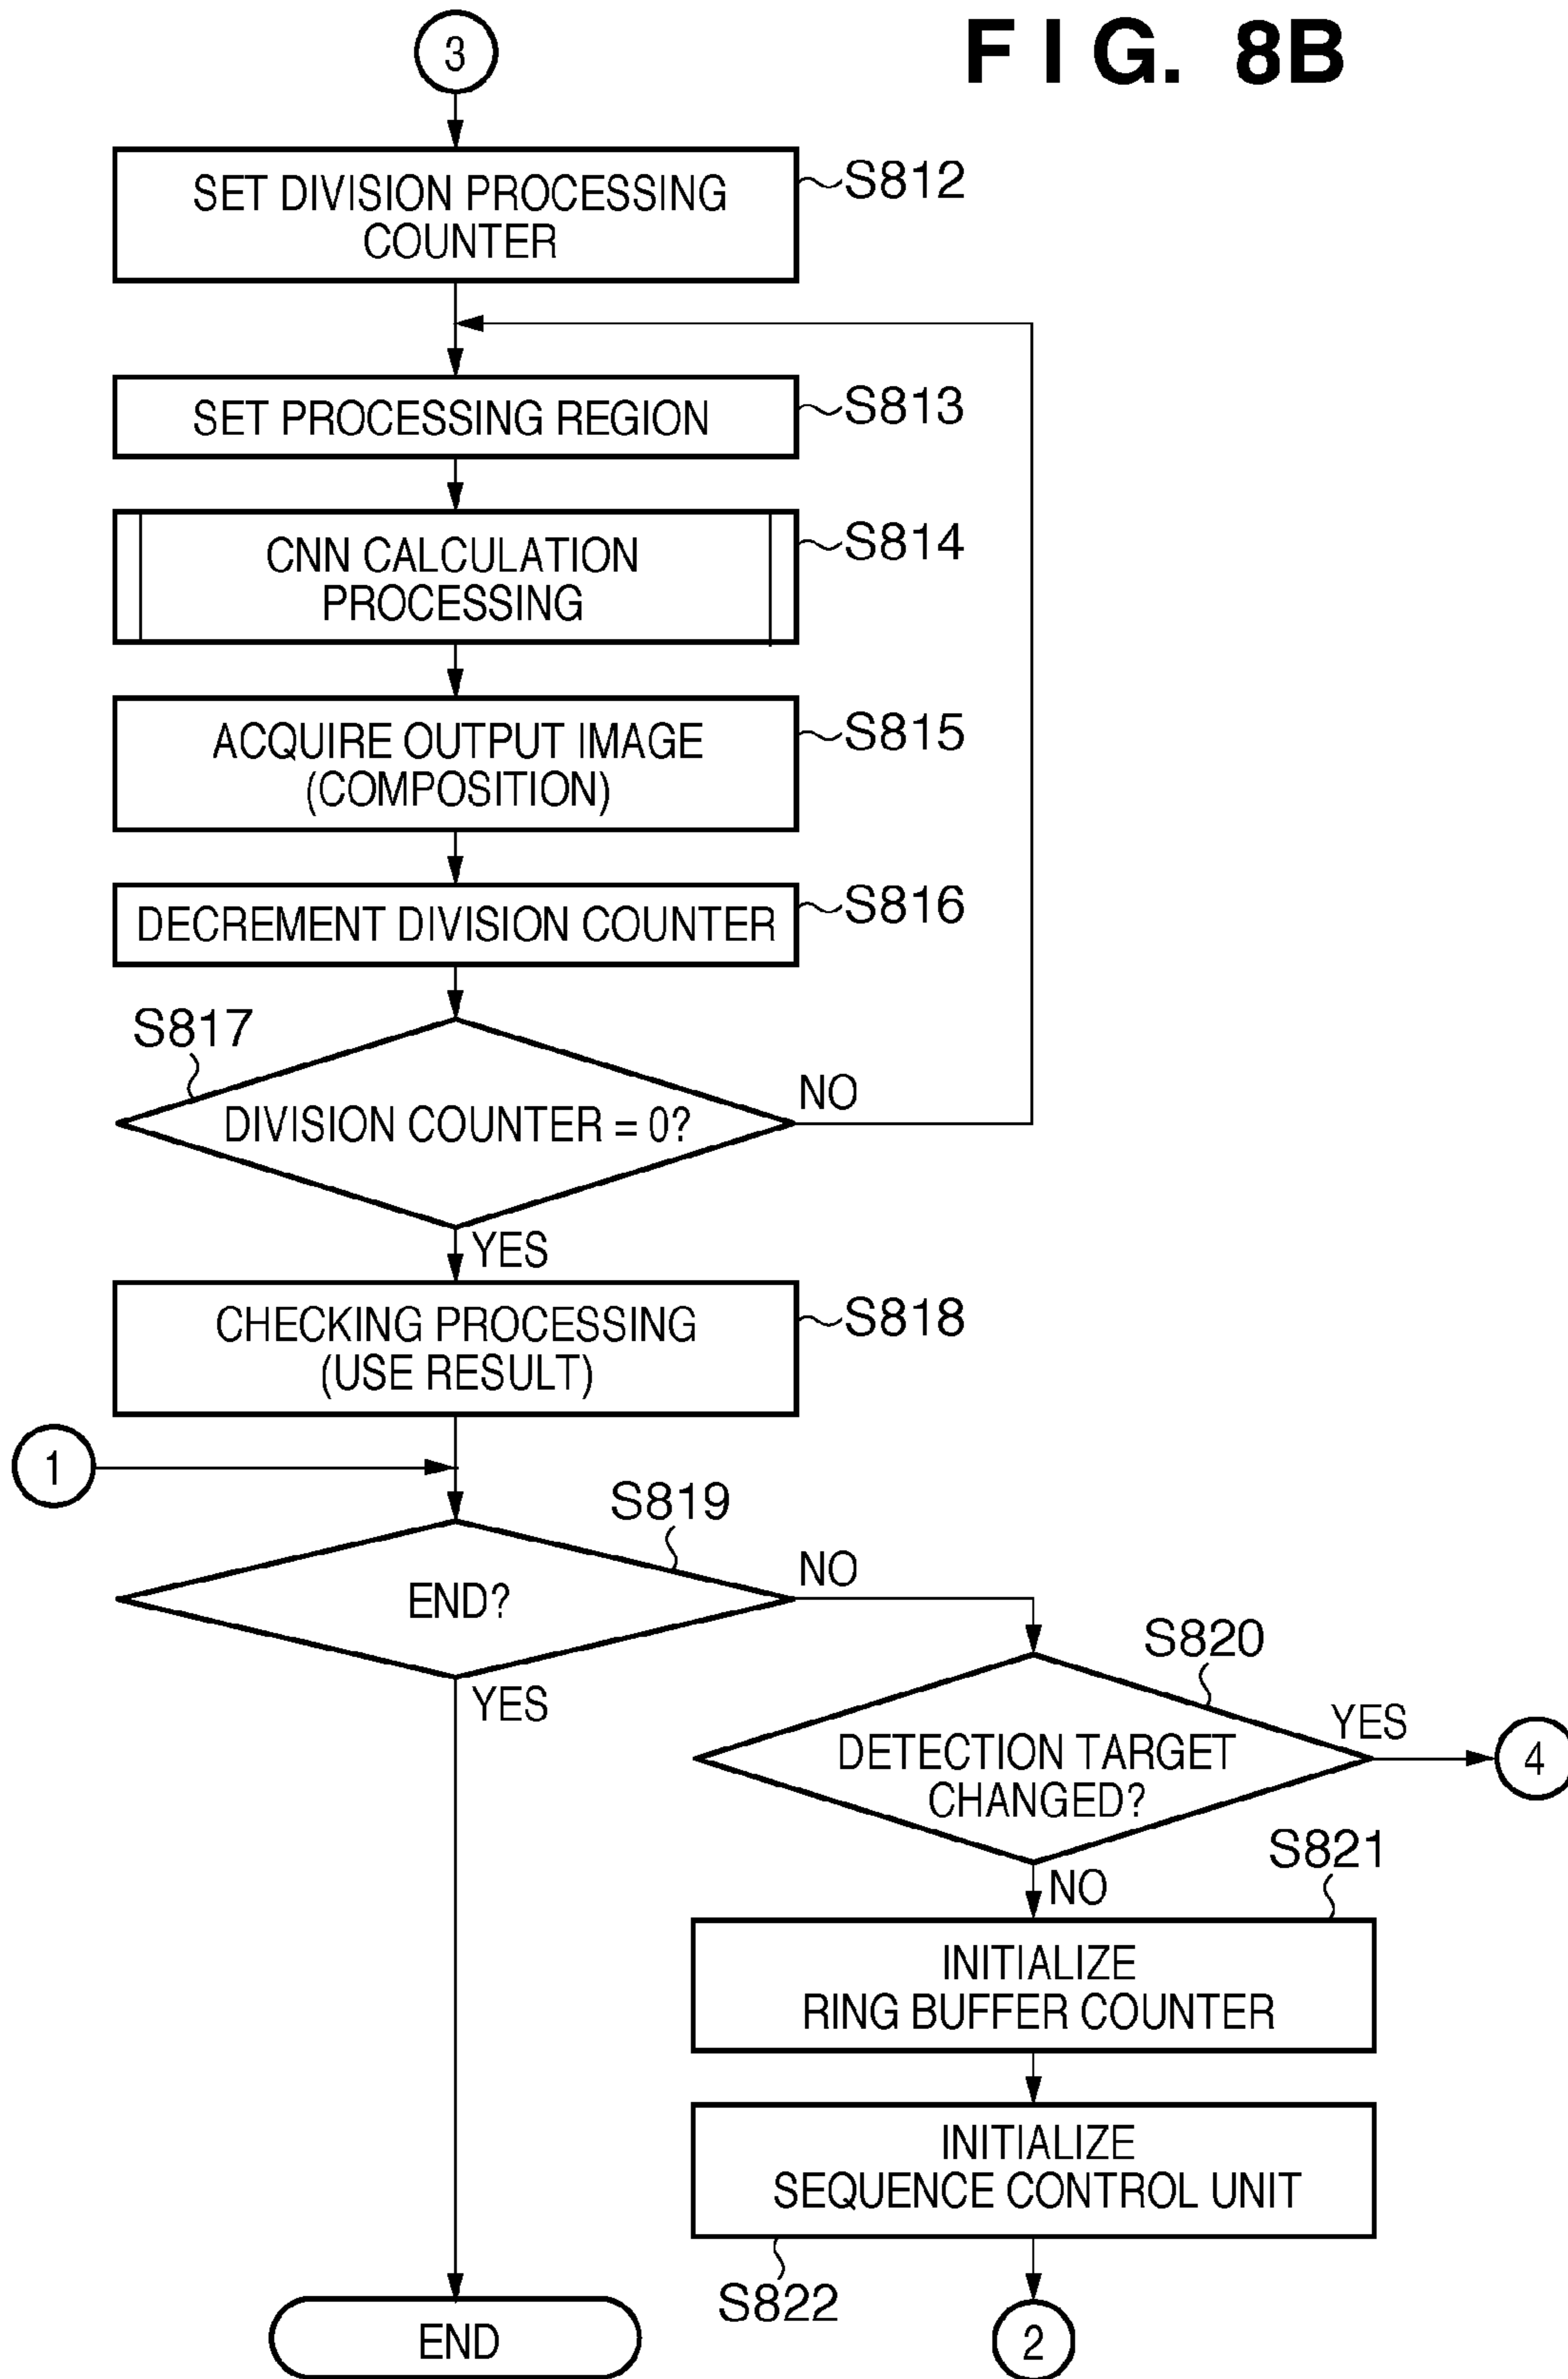 FIG. 8B
3
SET DIVISION PROCESSING
COUNTER
S812
SET PROCESSING REGION
S813
CNN CALCULATION
PROCESSING
S814
ACQUIRE OUTPUT IMAGE
(COMPOSITION)
S815
DECREMENT DIVISION COUNTER
S816
S817
DIVISION COUNTER = 0?
NO
YES
CHECKING PROCESSING
(USE RESULT)
S818
1
S819
END?
NO
YES
S820
DETECTION TARGET
CHANGED?
YES
4
NO
S821
INITIALIZE
RING BUFFER COUNTER
INITIALIZE
SEQUENCE CONTROL UNIT
S822
END
2